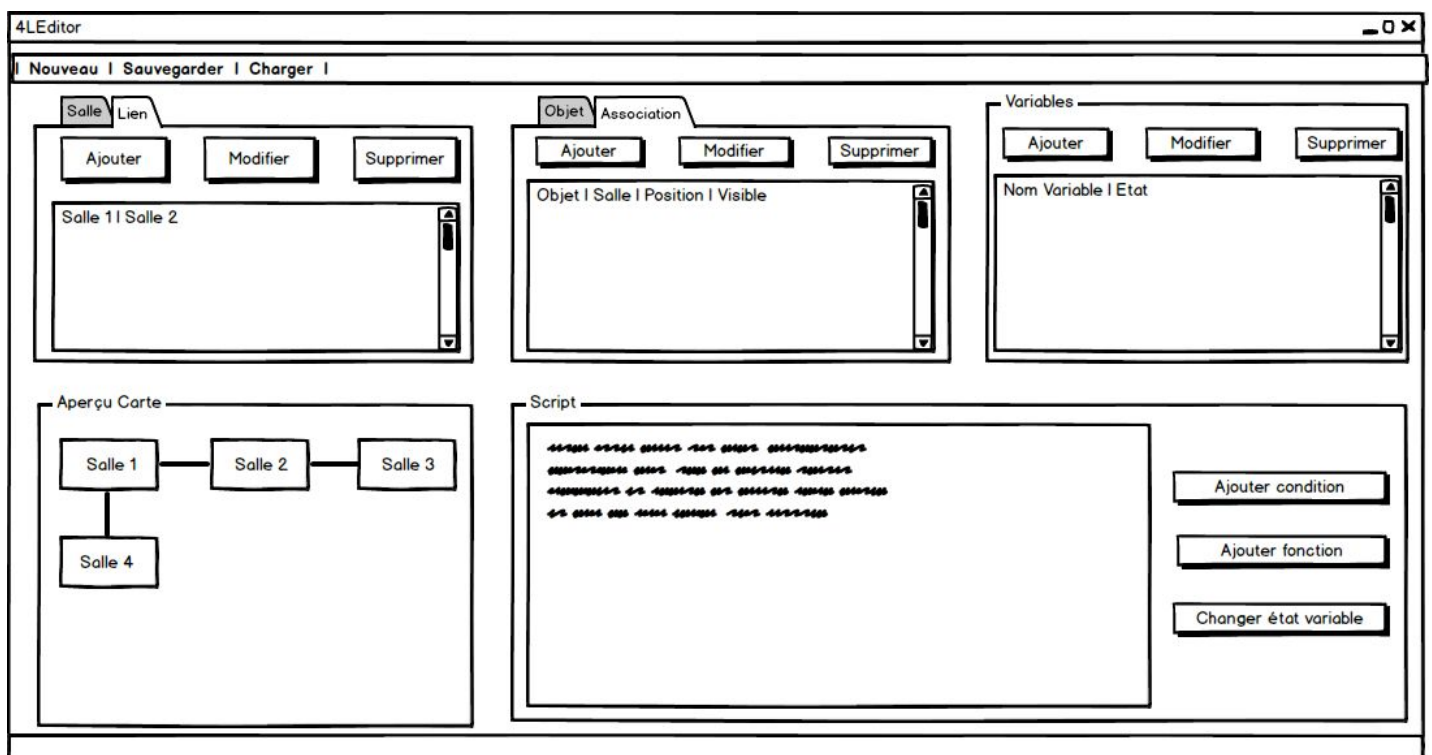 4LEditor
| Nouveau | Sauvegarder | Charger |
Salle Lien
Ajouter Modifier Supprimer
Salle 1 | Salle 2
Objet Association
Ajouter Modifier Supprimer
Objet | Salle | Position | Visible
Variables
Ajouter Modifier Supprimer
Nom Variable | Etat
Aperçu Carte
Salle 1 Salle 2 Salle 3
Salle 4
Script
Ajouter condition
Ajouter fonction
Changer état variable